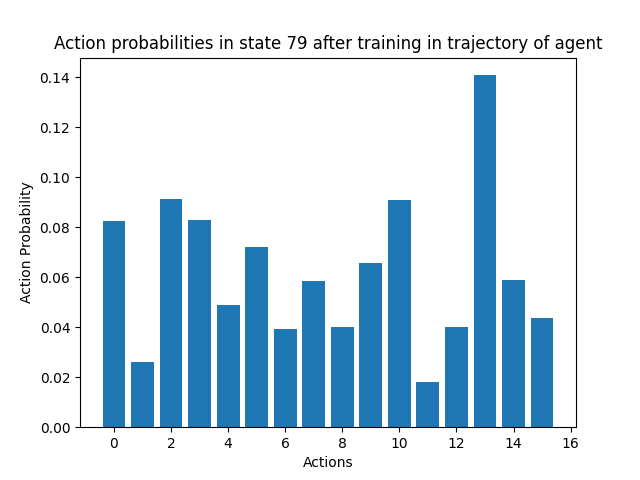 Action probabilities in state 79 after training in trajectory of agent
0.14
0.12
0.10
0.08
0.06
0.04
0.02
0.00
Action Probability
0 2 4 6 8 10 12 14 16
Actions